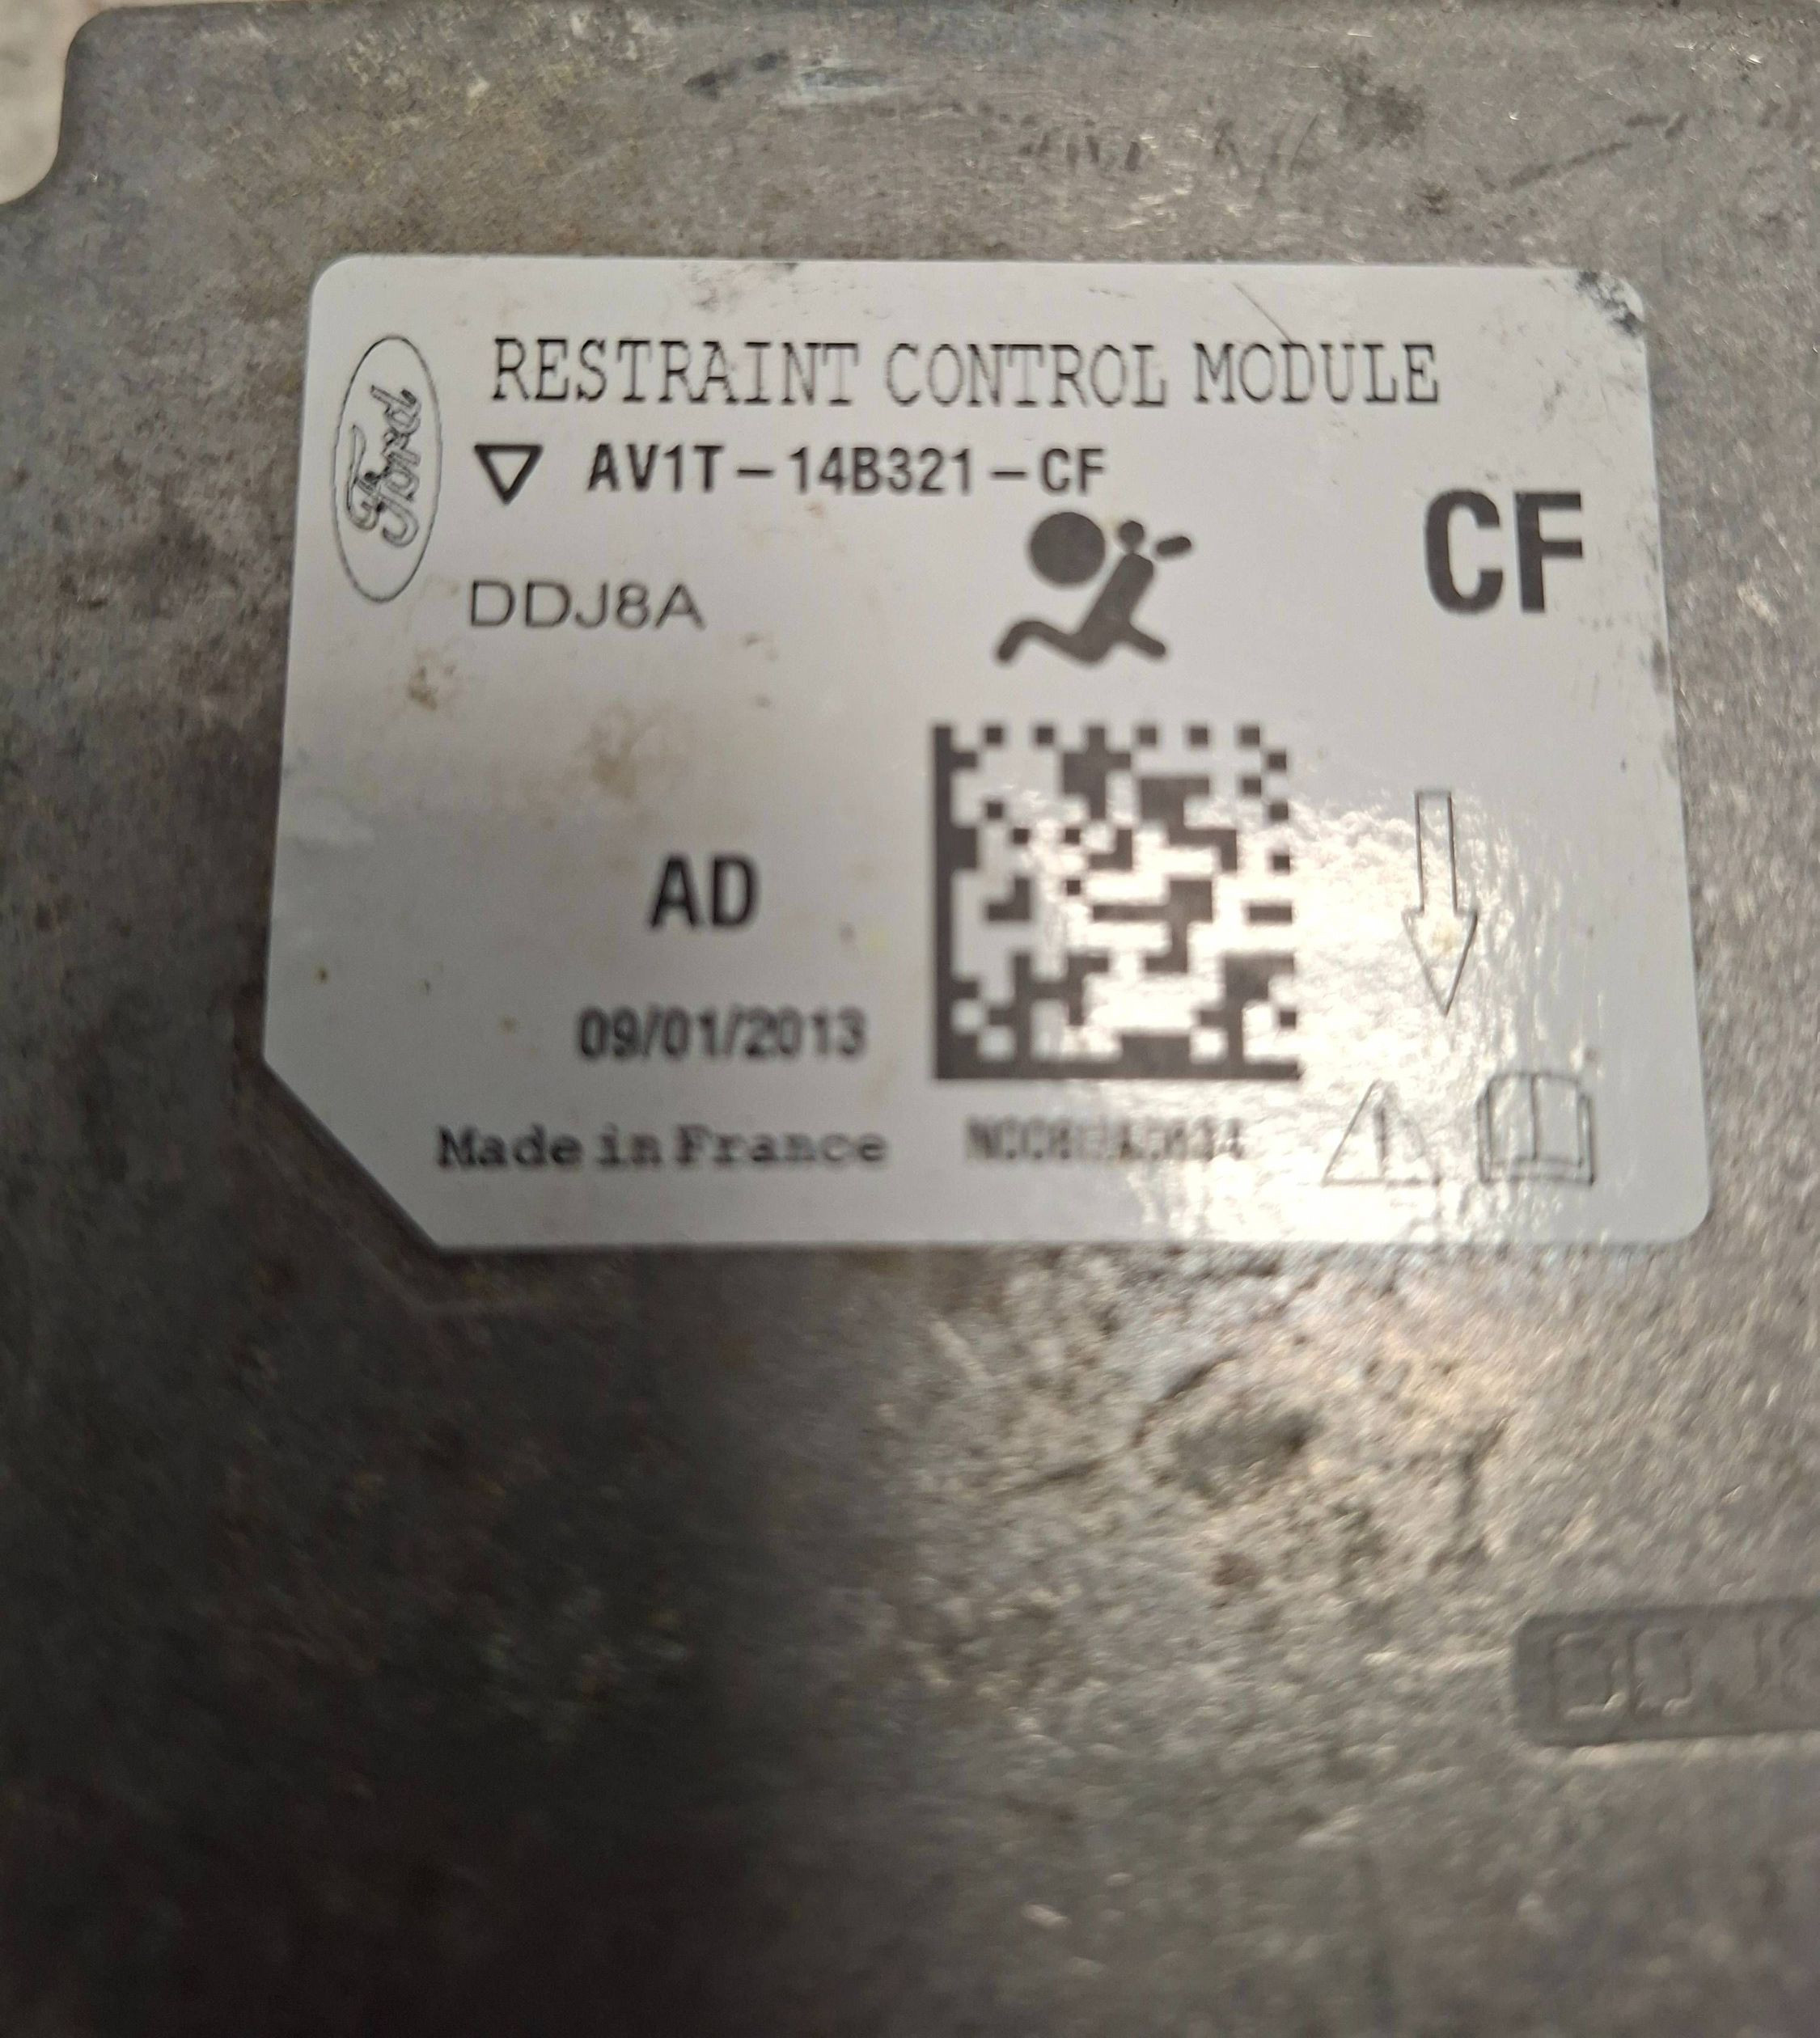 Ford
RESTRAINT CONTROL MODULE
AV1T-14B321-CF
CF
DDJ8A
AD
09/01/2013
Made in France